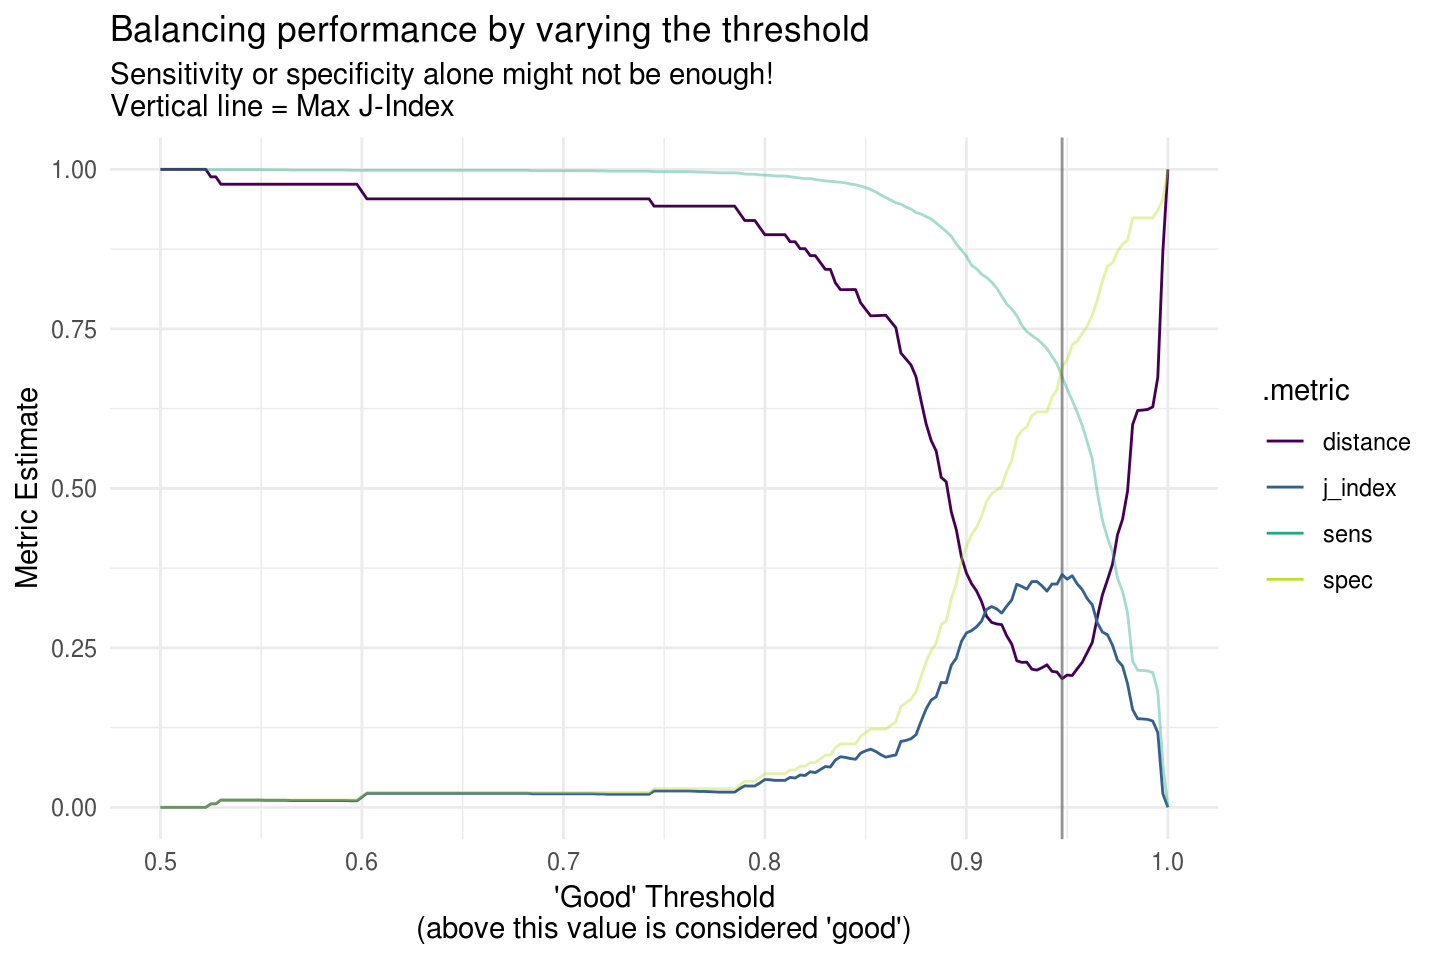 Balancing performance by varying the threshold
Sensitivity or specificity alone might not be enough!
Vertical line = Max J-Index
1.00
0.75
0.50
0.25
0.00
Metric Estimate
0.5 0.6 0.7 0.8 0.9 1.0
'Good' Threshold
(above this value is considered 'good')
.metric
distance
j_index
sens
spec